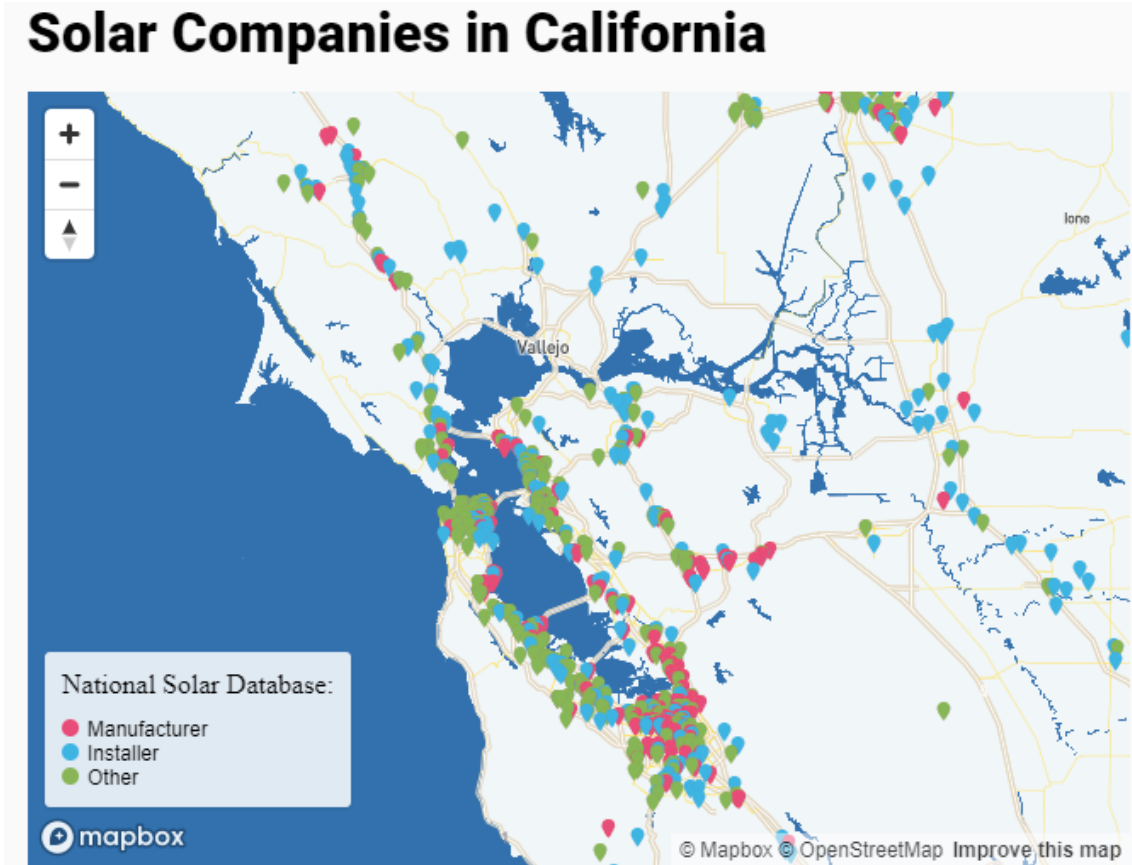 Solar Companies in California
+
Ione
−
Vallejo
National Solar Database:
Manufacturer
Installer
Other
mapbox
© Mapbox © OpenStreetMap Improve this map